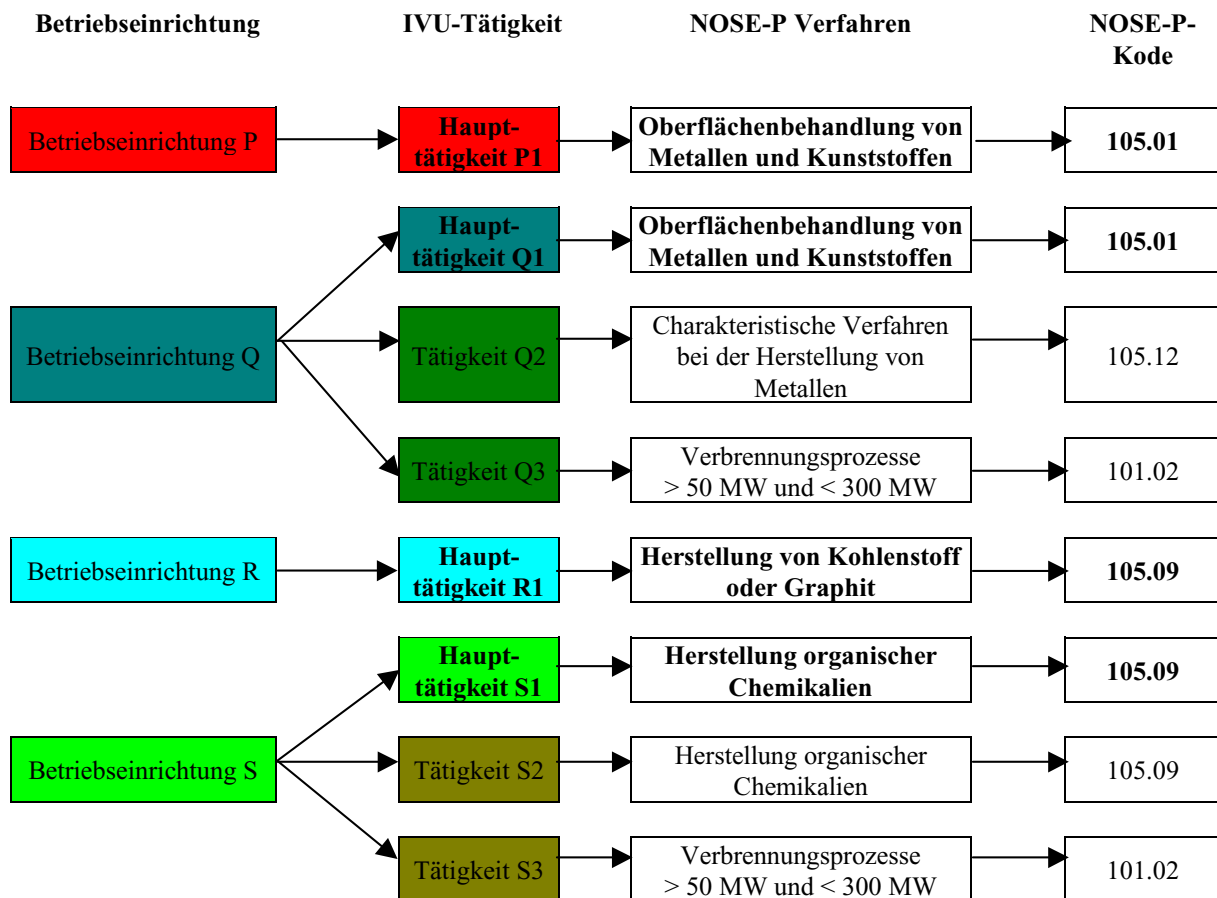 Betriebseinrichtung IVU-Tätigkeit NOSE-P Verfahren NOSE-P-
Kode
Betriebseinrichtung P
Haupt-
tätigkeit P1
Oberflächenbehandlung von
Metallen und Kunststoffen
105.01
Betriebseinrichtung Q
Haupt-
tätigkeit Q1
Oberflächenbehandlung von
Metallen und Kunststoffen
105.01
Tätigkeit Q2
Charakteristische Verfahren
bei der Herstellung von
Metallen
105.12
Tätigkeit Q3
Verbrennungsprozesse
> 50 MW und < 300 MW
101.02
Betriebseinrichtung R
Haupt-
tätigkeit R1
Herstellung von Kohlenstoff
oder Graphit
105.09
Betriebseinrichtung S
Haupt-
tätigkeit S1
Herstellung organischer
Chemikalien
105.09
Tätigkeit S2
Herstellung organischer
Chemikalien
105.09
Tätigkeit S3
Verbrennungsprozesse
> 50 MW und < 300 MW
101.02